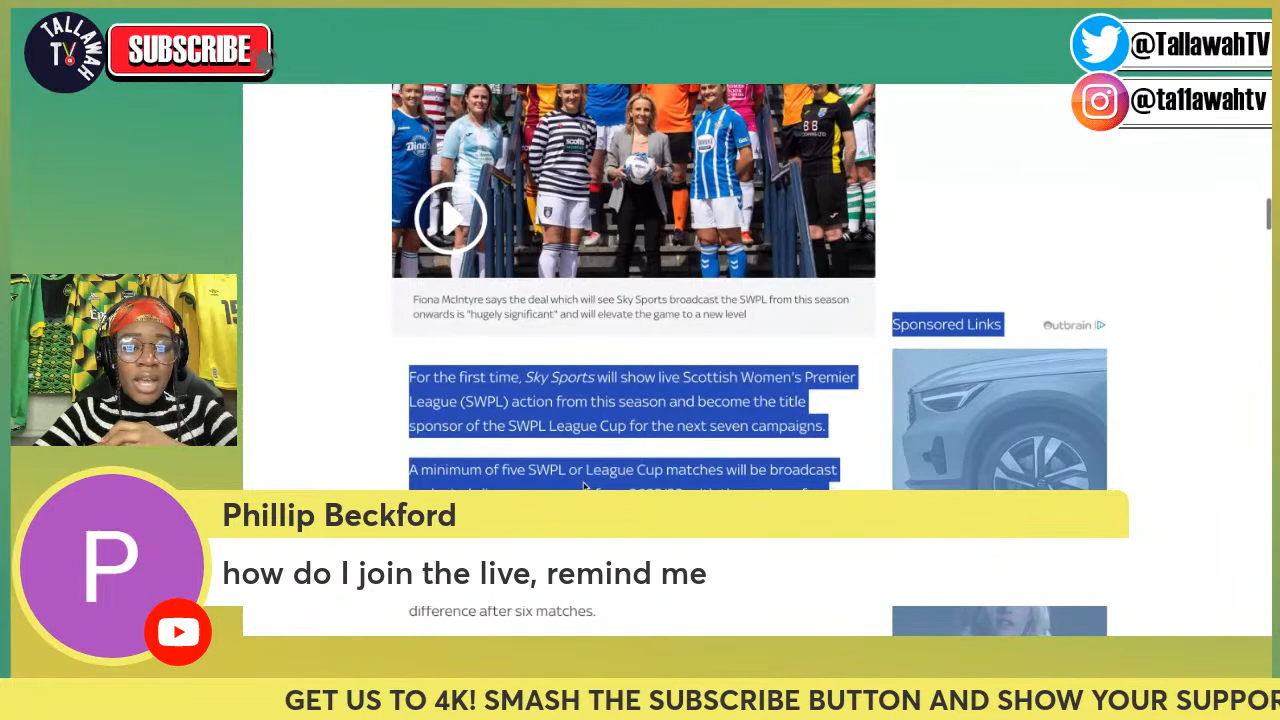 TALLAWAH
TV
SUBSCRIBE
@TallawahTV
@ta11awahtv
Fiona McIntyre says the deal which will see Sky Sports broadcast the SWPL from this season
onwards is "hugely significant" and will elevate the game to a new level
Sponsored Links
Outbrain
For the first time, Sky Sports will show live Scottish Women's Premier
League (SWPL) action from this season and become the title
sponsor of the SWPL League Cup for the next seven campaigns.
A minimum of five SWPL or League Cup matches will be broadcast
P
Phillip Beckford
how do I join the live, remind me
difference after six matches.
GET US TO 4K! SMASH THE SUBSCRIBE BUTTON AND SHOW YOUR SUPPOR